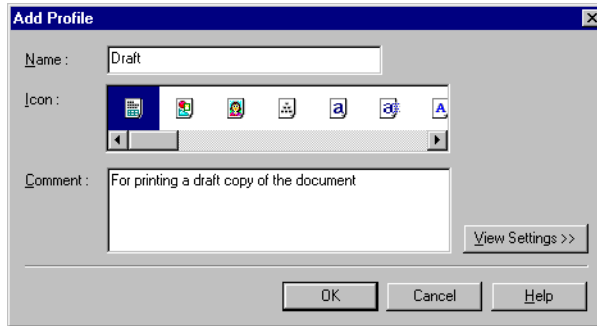 Add Profile
Name : Draft
Icon : a a A
Comment : For printing a draft copy of the document
View Settings >>
OK Cancel Help